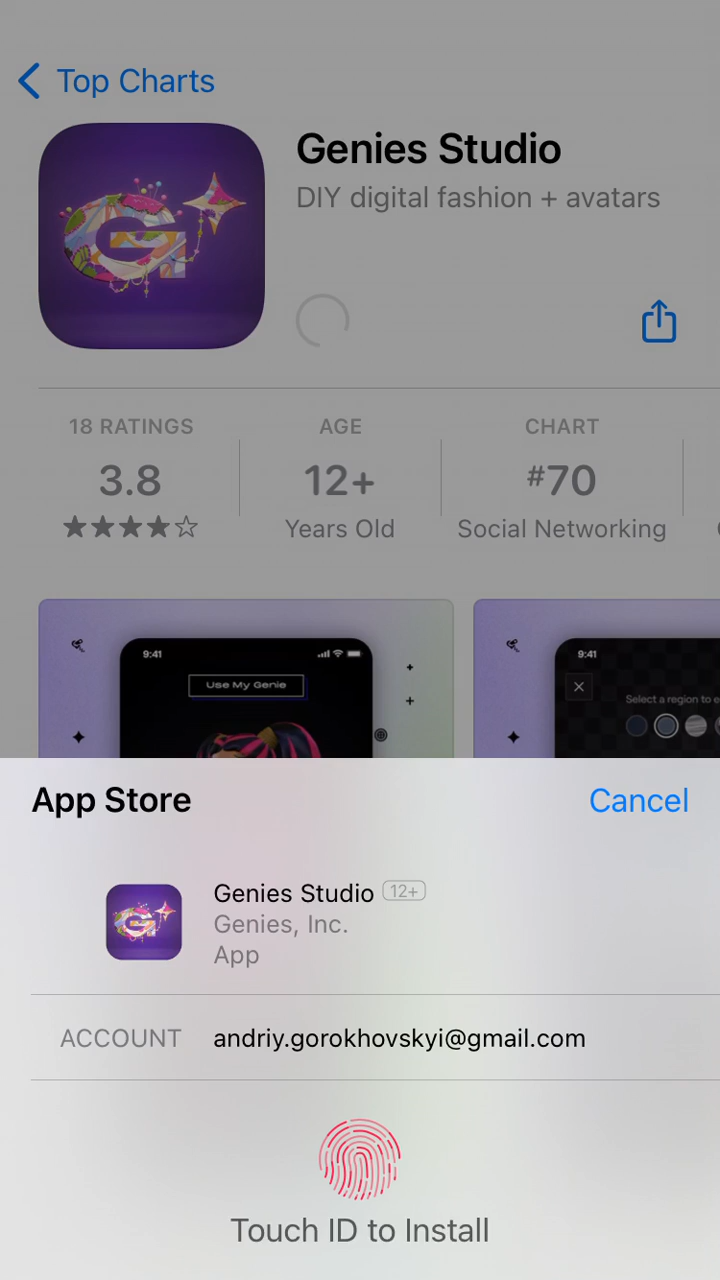 Top Charts
Genies Studio
DIY digital fashion + avatars
18 RATINGS
3.8
AGE
12+
Years Old
CHART
#70
Social Networking
9:41
Use My Genie
9:41
Select a region to e
App Store
Cancel
Genies Studio 12+
Genies, Inc.
App
ACCOUNT andriy.gorokhovskyi@gmail.com
Touch ID to Install